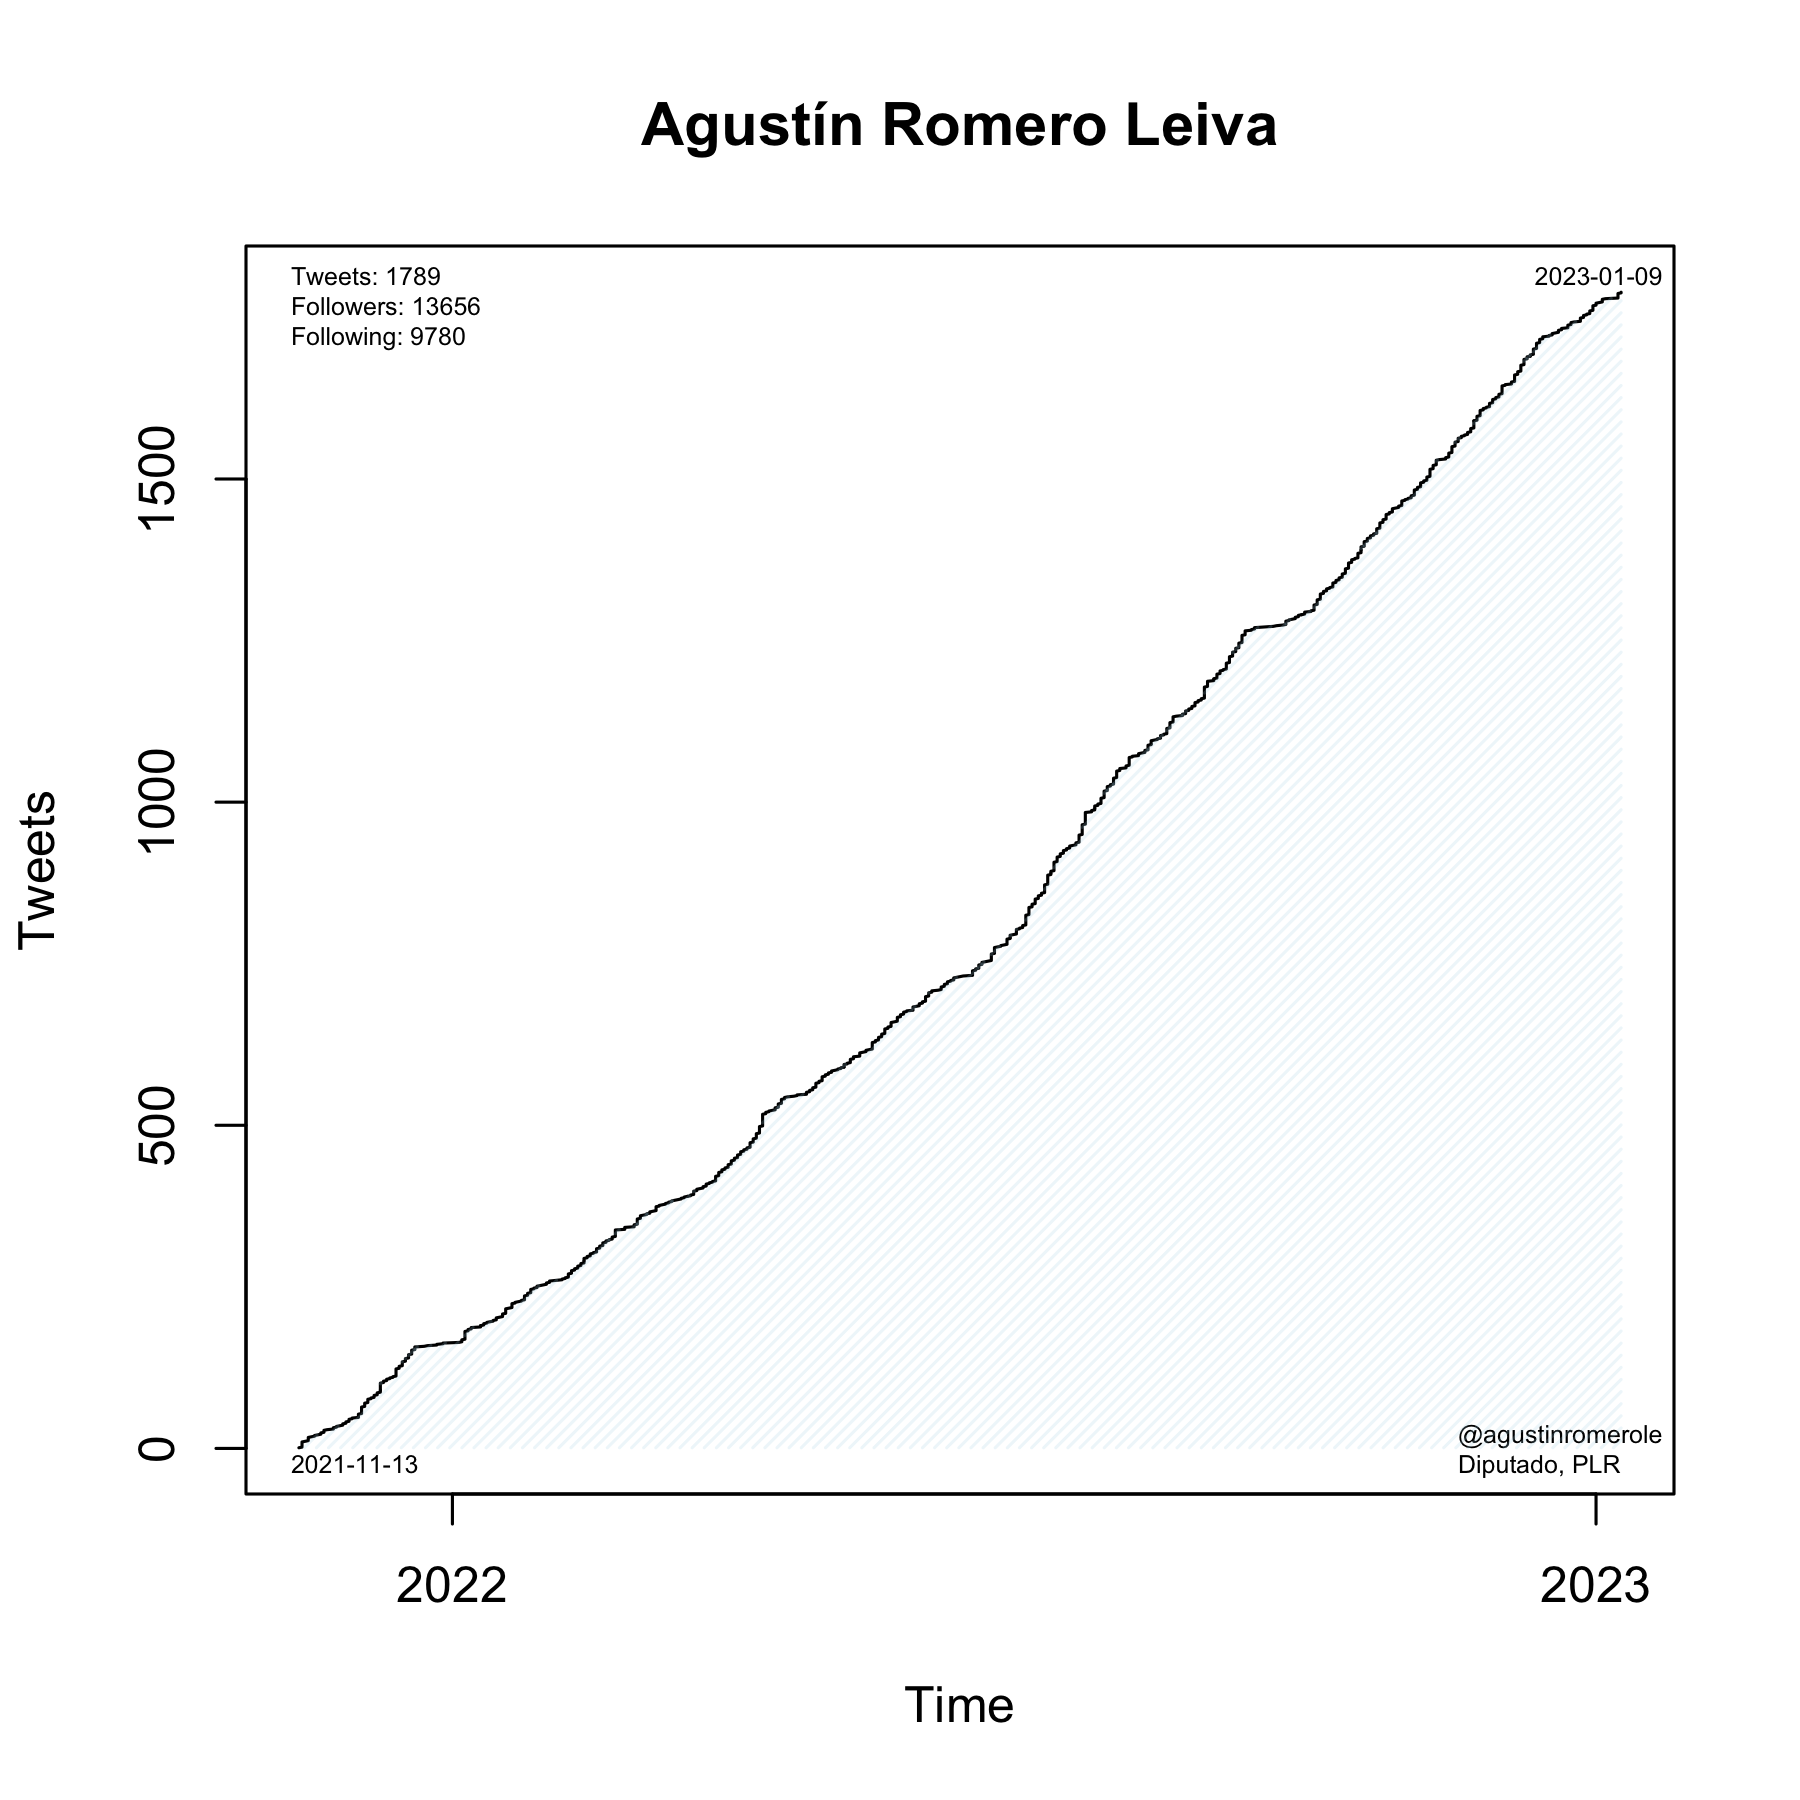 Agustín Romero Leiva
Tweets: 1789
Followers: 13656
Following: 9780
2023-01-09
1500
1000
500
0
Tweets
2021-11-13
@agustinromerole
Diputado, PLR
2022
2023
Time